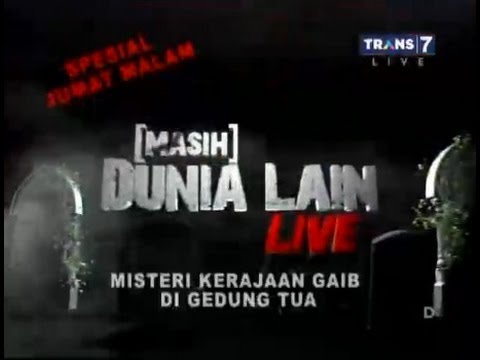 SPESIAL
JUMAT MALAM
TRANS 7
LIVE
[MASIH]
DUNIA LAIN
LIVE
MISTERI KERAJAAN GAIB
DI GEDUNG TUA
D